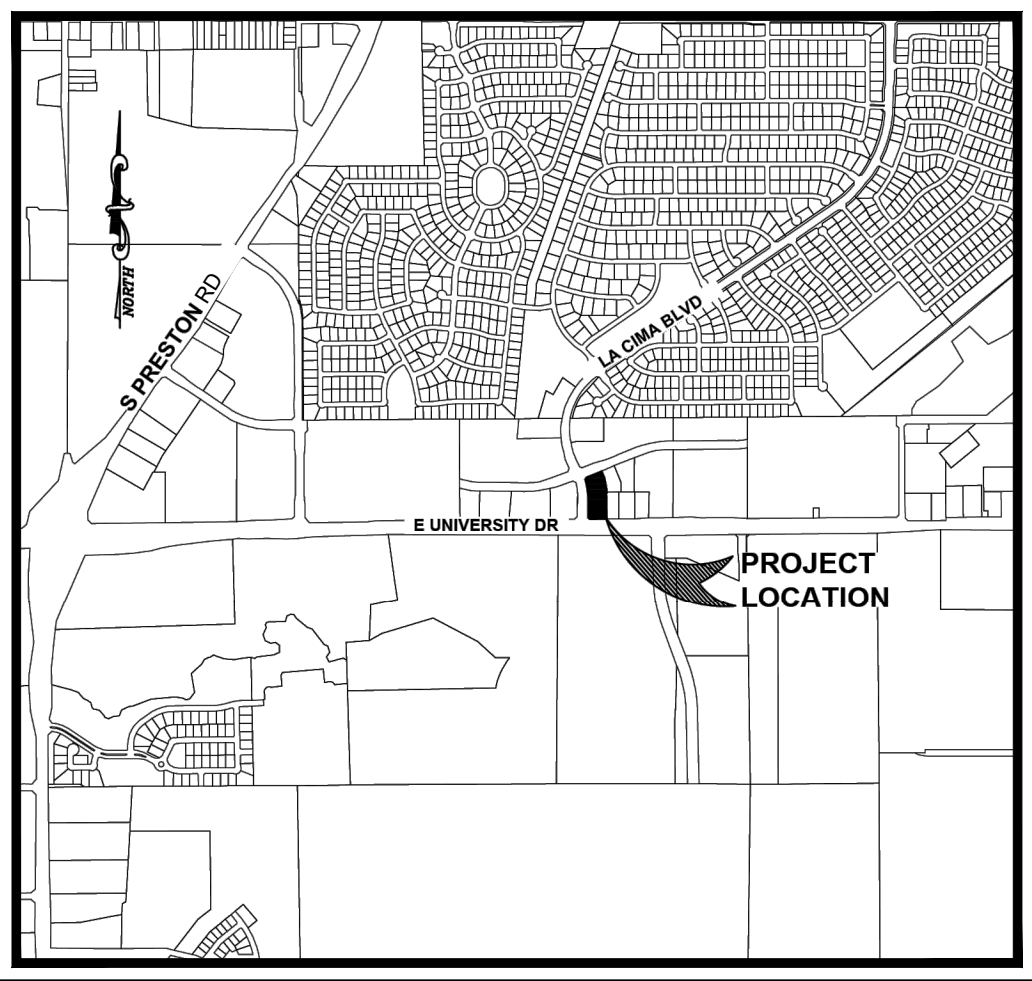 NORTH
S PRESTON RD
LA CIMA BLVD
E UNIVERSITY DR
PROJECT
LOCATION